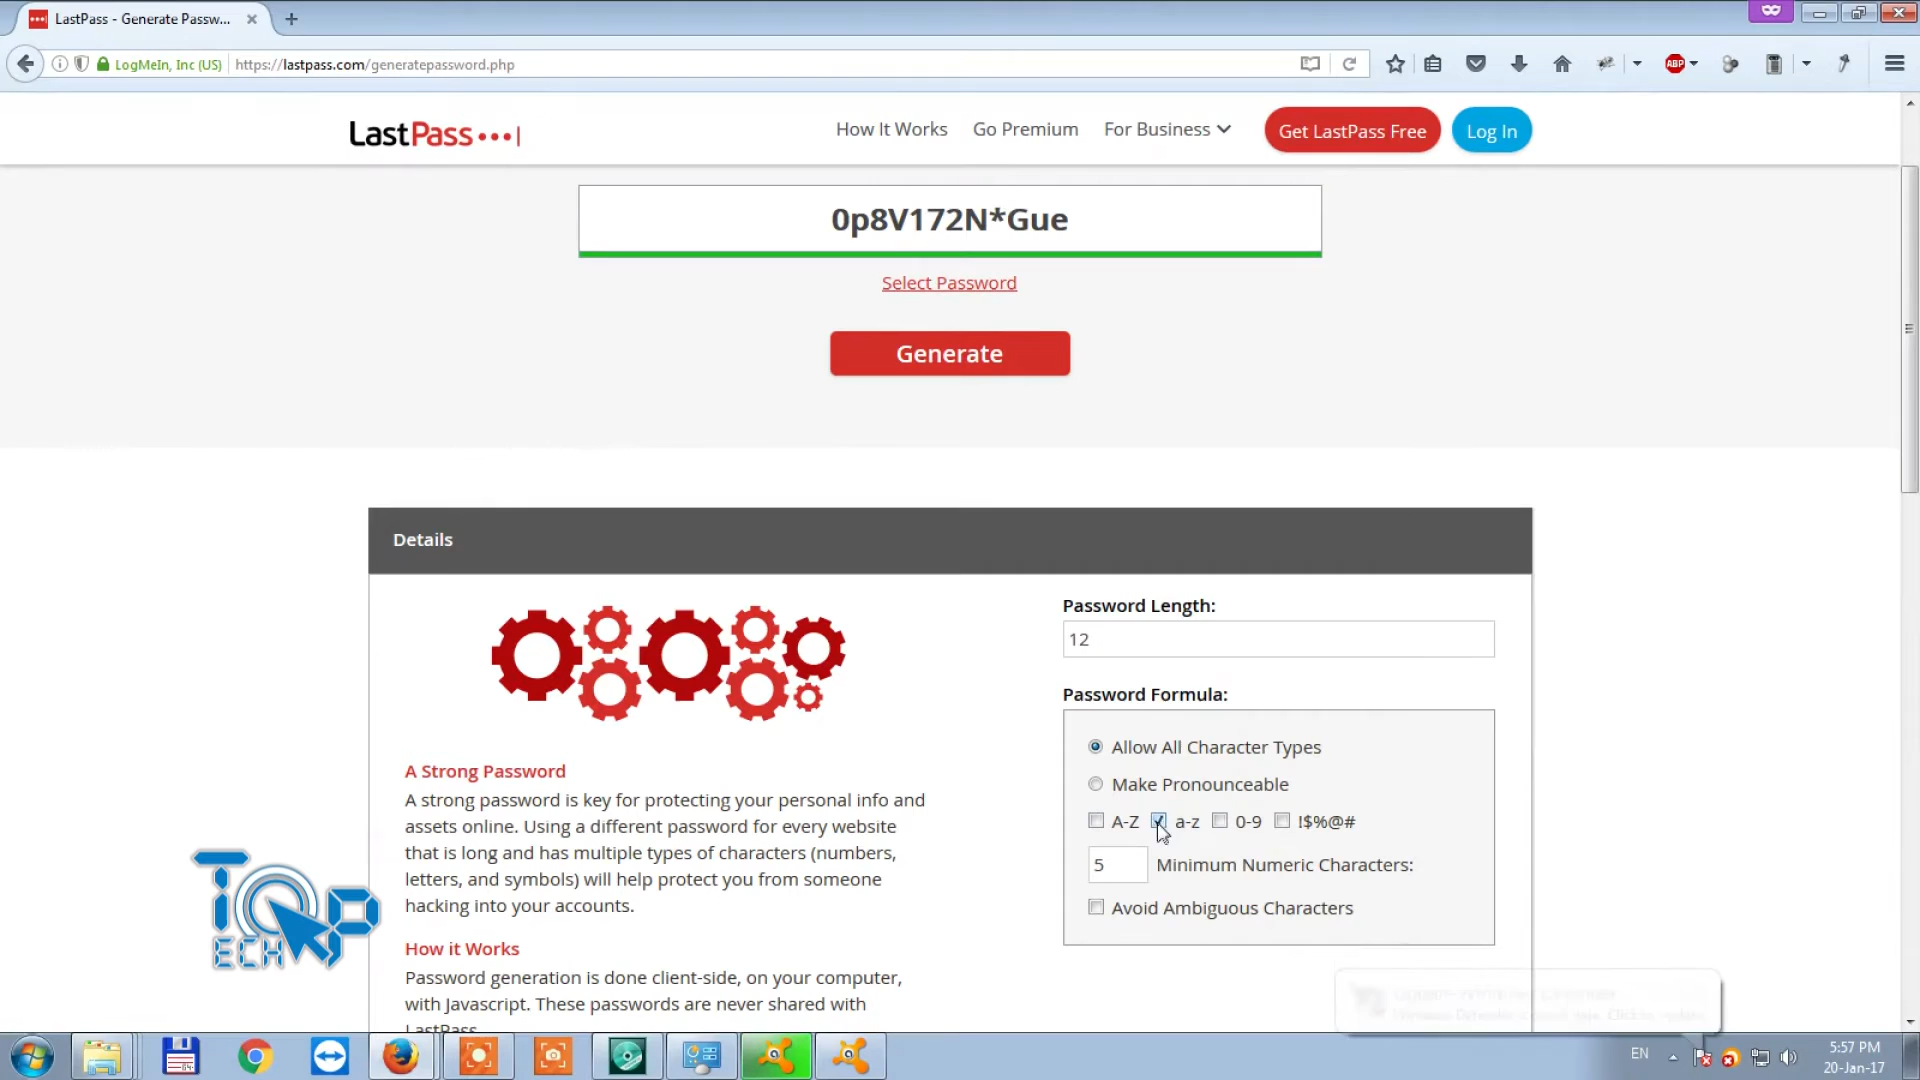 LastPass - Generate Passw...
LogMeIn, Inc (US)
https://lastpass.com/generatepassword.php
ABP
LastPass
How It Works
Go Premium
For Business
Get LastPass Free
Log In
0p8V172N*Gue
Select Password
Generate
Details
Password Length:
12
Password Formula:
Allow All Character Types
Make Pronounceable
A-Z a-z 0-9 !$%@#
5 Minimum Numeric Characters:
Avoid Ambiguous Characters
A Strong Password
A strong password is key for protecting your personal info and
assets online. Using a different password for every website
that is long and has multiple types of characters (numbers,
letters, and symbols) will help protect you from someone
hacking into your accounts.
How it Works
Password generation is done client-side, on your computer,
with Javascript. These passwords are never shared with
LastPass.
TOP
TECH
EN
5:57 PM
20-Jan-17